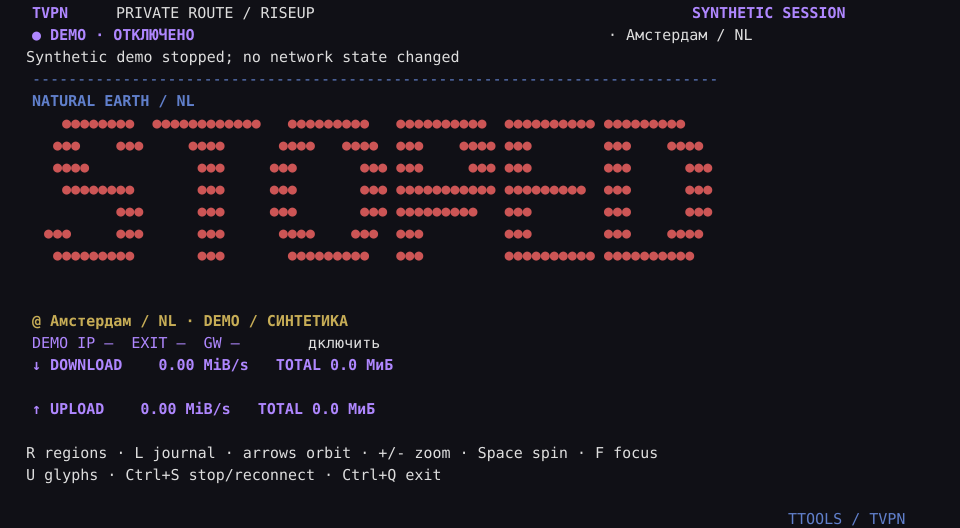 TVPN PRIVATE ROUTE / RISEUP SYNTHETIC SESSION
● DEMO · ОТКЛЮЧЕНО · Амстердам / NL
Synthetic demo stopped; no network state changed
NATURAL EARTH / NL
STOPED
@ Амстердам / NL · DEMO / СИНТЕТИКА
DEMO IP — EXIT — GW — дключить
↓ DOWNLOAD 0.00 MiB/s TOTAL 0.0 МиБ
↑ UPLOAD 0.00 MiB/s TOTAL 0.0 МиБ
R regions · L journal · arrows orbit · +/- zoom · Space spin · F focus
U glyphs · Ctrl+S stop/reconnect · Ctrl+Q exit
TTOOLS / TVPN